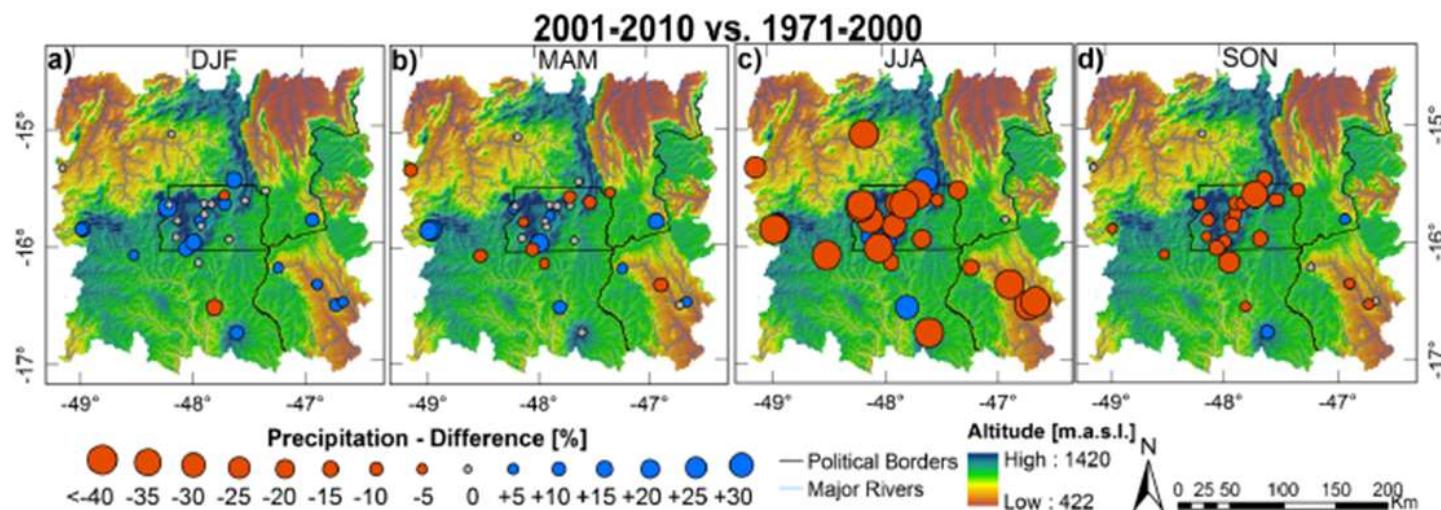 2001-2010 vs. 1971-2000
a) DJF b) MAM c) JJA d) SON
-15° -15°
-16° -16°
-17° -17°
-49° -48° -47° -49° -48° -47° -49° -48° -47° -49° -48° -47°
Precipitation - Difference [%]
<-40 -35 -30 -25 -20 -15 -10 -5 0 +5 +10 +15 +20 +25 +30
Political Borders
Major Rivers
Altitude [m.a.s.l.]
High : 1420
Low : 422
N
0 25 50 100 150 200
Km